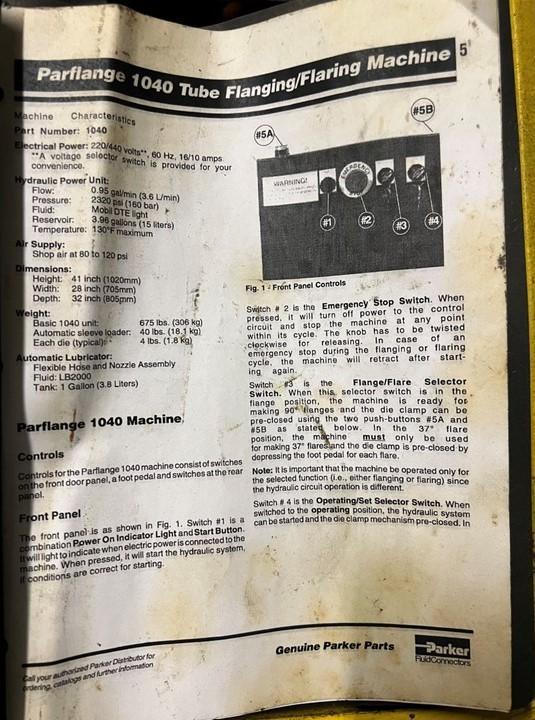 Parflange 1040 Tube Flanging/Flaring Machine 5
Machine Characteristics
Part Number: 1040
Electrical Power: 220/440 volts**, 60 Hz, 16/10 amps
**A voltage selector switch is provided for your
convenience.
Hydraulic Power Unit:
Flow: 0.95 gal/min (3.6 L/min)
Pressure: 2320 psi (160 bar)
Fluid: Mobil DTE light
Reservoir: 3.96 gallons (15 liters)
Temperature: 130°F maximum
Air Supply:
Shop air at 80 to 120 psi
Dimensions:
Height: 41 inch (1020mm)
Width: 28 inch (705mm)
Depth: 32 inch (805mm)
Weight:
Basic 1040 unit: 675 lbs. (306 kg)
Automatic sleeve loader: 40 lbs. (18.1 kg)
Each die (typical): 4 lbs. (1.8 kg)
Automatic Lubricator:
Flexible Hose and Nozzle Assembly
Fluid: LB2000
Tank: 1 Gallon (3.8 Liters)
Parflange 1040 Machine
Controls
Controls for the Parflange 1040 machine consist of switches
on the front door panel, a foot pedal and switches at the rear
panel.
Front Panel
The front panel is as shown in Fig. 1. Switch #1 is a
combination Power On Indicator Light and Start Button.
It will light to indicate when electric power is connected to the
machine. When pressed, it will start the hydraulic system,
if conditions are correct for starting.
#5A
#5B
WARNING!
EMERGENCY
#1
#2
#3
#4
Fig. 1 - Front Panel Controls
Switch # 2 is the Emergency Stop Switch. When
pressed, it will turn off power to the control
circuit and stop the machine at any point
within its cycle. The knob has to be twisted
clockwise for releasing. In case of an
emergency stop during the flanging or flaring
cycle, the machine will retract after start-
ing again.
Switch #3 is the Flange/Flare Selector
Switch. When this selector switch is in the
flange position, the machine is ready for
making 90° flanges and the die clamp can be
pre-closed using the two push-buttons #5A and
#5B as stated below. In the 37° flare
position, the machine must only be used
for making 37° flares and the die clamp is pre-closed by
depressing the foot pedal for each flare.
Note: It is important that the machine be operated only for
the selected function (i.e., either flanging or flaring) since
the hydraulic circuit operation is different.
Switch # 4 is the Operating/Set Selector Switch. When
switched to the operating position, the hydraulic system
can be started and the die clamp mechanism pre-closed. In
Call your authorized Parker Distributor for
ordering, catalogs and further information
Genuine Parker Parts
Parker
FluidConnectors